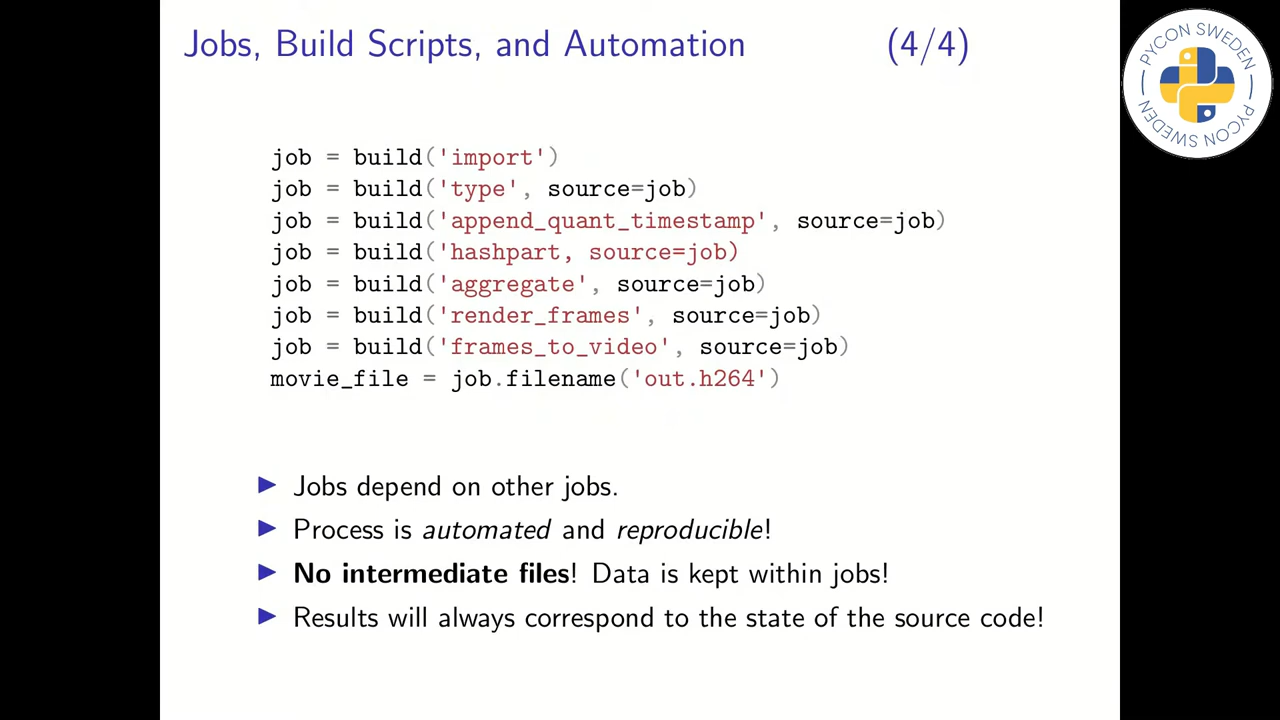 Jobs, Build Scripts, and Automation (4/4)
PYCON SWEDEN
PYCON SWEDEN
job = build('import')
job = build('type', source=job)
job = build('append_quant_timestamp', source=job)
job = build('hashpart, source=job)
job = build('aggregate', source=job)
job = build('render_frames', source=job)
job = build('frames_to_video', source=job)
movie_file = job.filename('out.h264')
▶ Jobs depend on other jobs.
▶ Process is automated and reproducible!
▶ No intermediate files! Data is kept within jobs!
▶ Results will always correspond to the state of the source code!